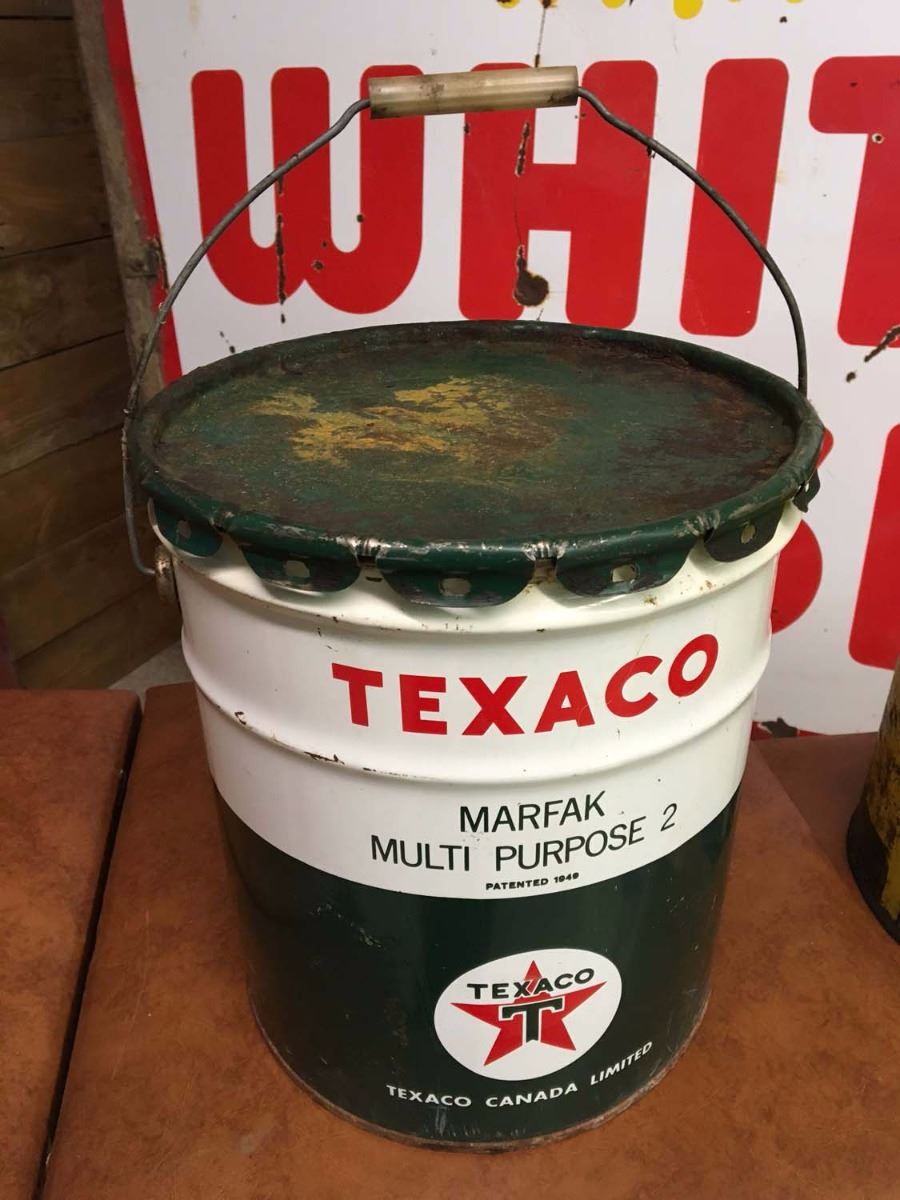 WHIT
TEXACO
MARFAK
MULTI PURPOSE 2
PATENTED 1949
TEXACO
T
TEXACO CANADA LIMITED